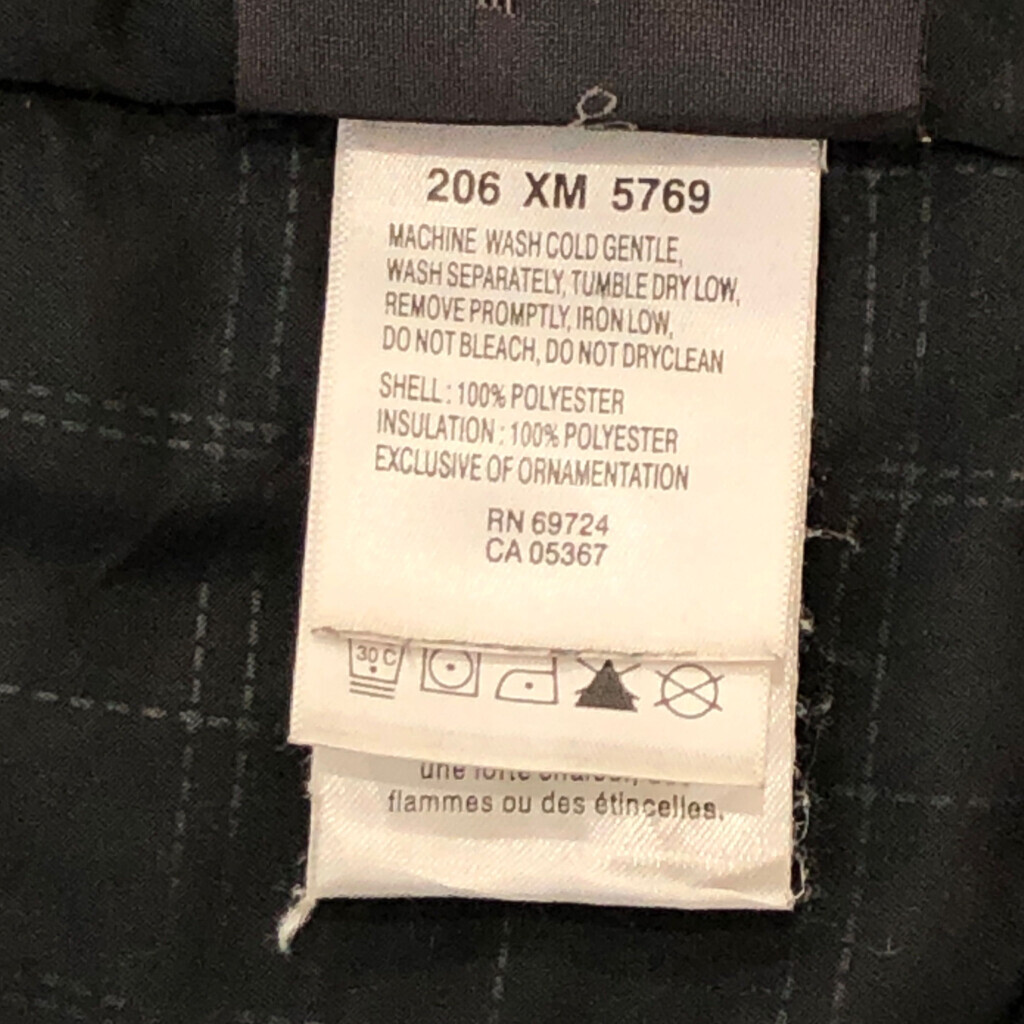 206 XM 5769
MACHINE WASH COLD GENTLE,
WASH SEPARATELY, TUMBLE DRY LOW,
REMOVE PROMPTLY, IRON LOW,
DO NOT BLEACH, DO NOT DRYCLEAN
SHELL : 100% POLYESTER
INSULATION : 100% POLYESTER
EXCLUSIVE OF ORNAMENTATION
RN 69724
CA 05367
30 C
une forte
flammes ou des étincelles.